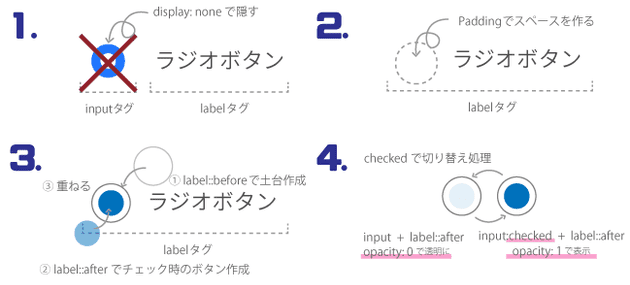 1.
display: none で隠す
ラジオボタン
inputタグ
labelタグ
2.
Paddingでスペースを作る
ラジオボタン
labelタグ
3.
① label::beforeで土台作成
③ 重ねる
ラジオボタン
labelタグ
② label::after でチェック時のボタン作成
4.
checked で切り替え処理
input + label::after
opacity: 0 で透明に
input:checked + label::after
opacity: 1 で表示